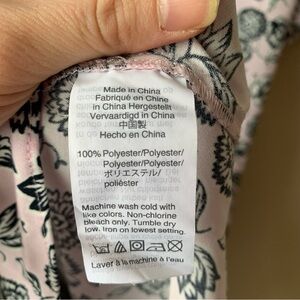 Made in China
Fabriqué en Chine
in China Hergestellt
Vervaardigd in China
中国製
Hecho en China
100% Polyester/Polyester/
Polyester/Polyester/
ポリエステル/
poliéster
Machine wash cold with
like colors. Non-chlorine
bleach only. Tumble dry
low. Iron on lowest setting.
Laver à la machine à l'eau